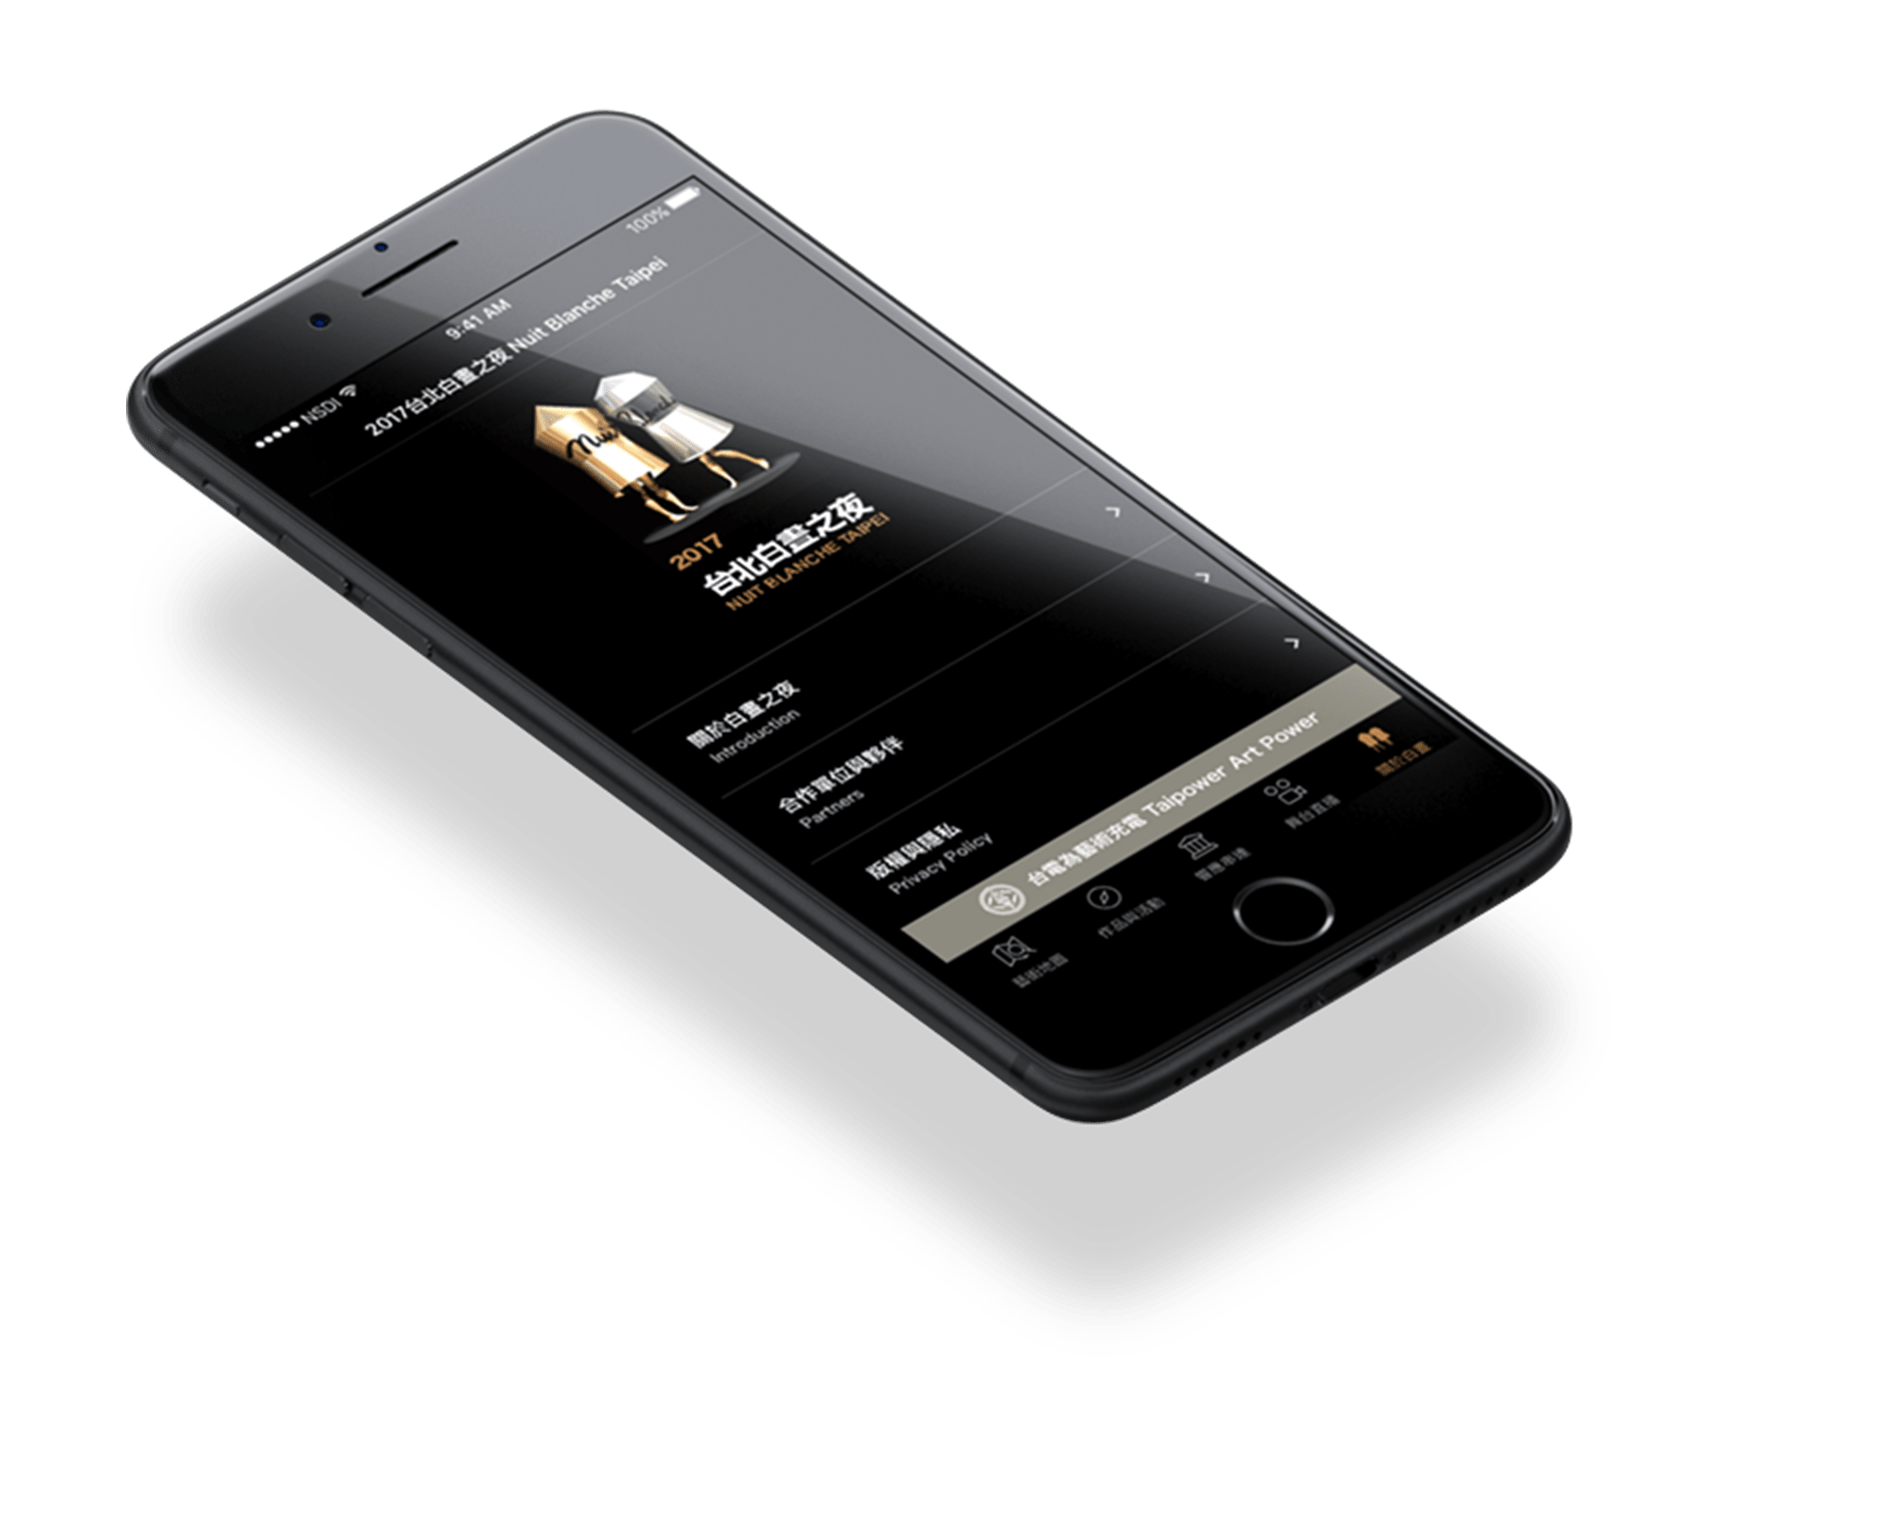 NSDI
9:41 AM
100%
2017台北白晝之夜 Nuit Blanche Taipei
2017
台北白晝之夜
NUIT BLANCHE TAIPEI
關於白晝之夜
Introduction
合作單位與夥伴
Partners
版權與隱私
Privacy Policy
台電為藝術充電 Taipower Art Power
藝術地圖
作品與活動
響應串連
舞台直播
關於白晝